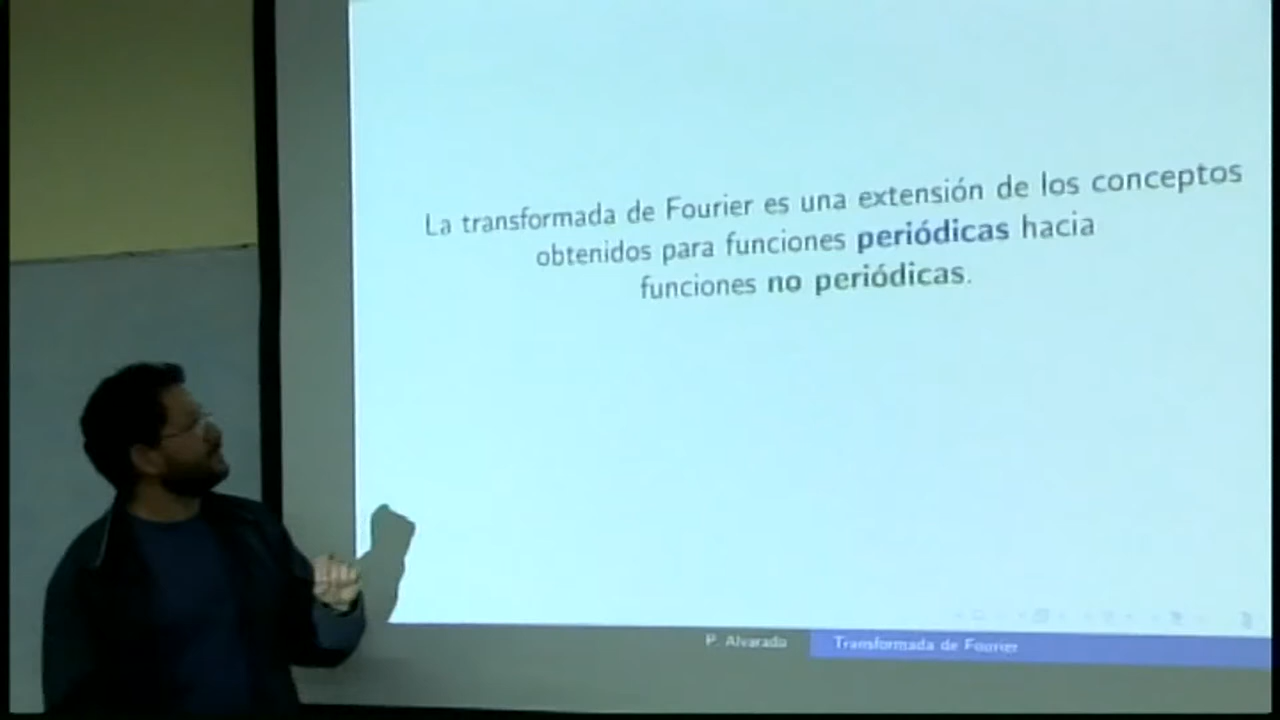 La transformada de Fourier es una extensión de los conceptos
obtenidos para funciones periódicas hacia
funciones no periódicas.
P. Alvarado
Transformada de Fourier